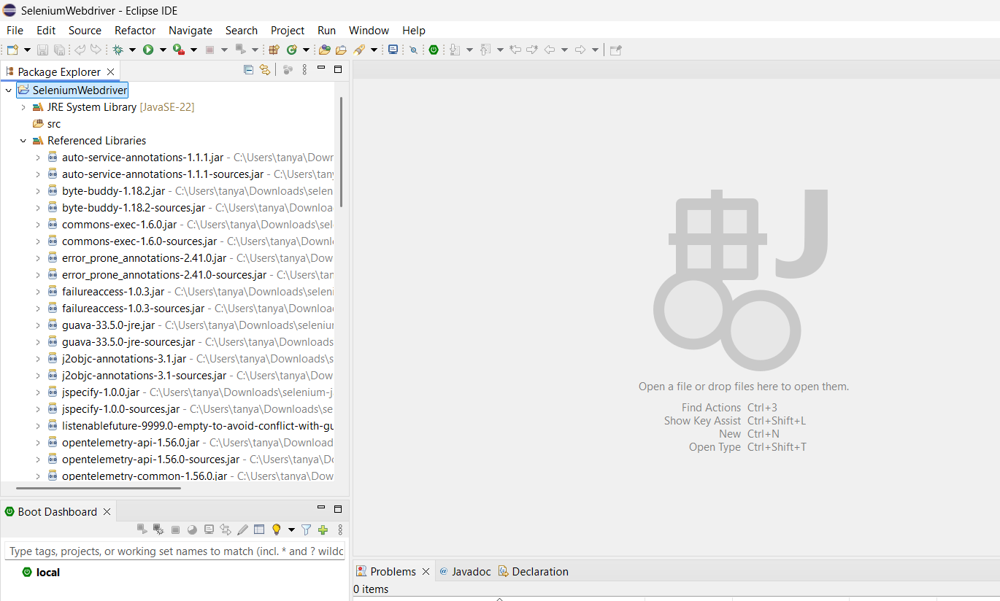 SeleniumWebdriver - Eclipse IDE
File Edit Source Refactor Navigate Search Project Run Window Help
Package Explorer
SeleniumWebdriver
JRE System Library [JavaSE-22]
src
Referenced Libraries
auto-service-annotations-1.1.1.jar - C:\Users\tanya\Down
auto-service-annotations-1.1.1-sources.jar - C:\Users\tany
byte-buddy-1.18.2.jar - C:\Users\tanya\Downloads\selen
byte-buddy-1.18.2-sources.jar - C:\Users\tanya\Downloa
commons-exec-1.6.0.jar - C:\Users\tanya\Downloads\sel
commons-exec-1.6.0-sources.jar - C:\Users\tanya\Downl
error_prone_annotations-2.41.0.jar - C:\Users\tanya\Dow
error_prone_annotations-2.41.0-sources.jar - C:\Users\tan
failureaccess-1.0.3.jar - C:\Users\tanya\Downloads\seleni
failureaccess-1.0.3-sources.jar - C:\Users\tanya\Downloa
guava-33.5.0-jre.jar - C:\Users\tanya\Downloads\seleniur
guava-33.5.0-jre-sources.jar - C:\Users\tanya\Downloads
j2objc-annotations-3.1.jar - C:\Users\tanya\Downloads\s
j2objc-annotations-3.1-sources.jar - C:\Users\tanya\Dow
jspecify-1.0.0.jar - C:\Users\tanya\Downloads\selenium-j
jspecify-1.0.0-sources.jar - C:\Users\tanya\Downloads\se
listenablefuture-9999.0-empty-to-avoid-conflict-with-gu
opentelemetry-api-1.56.0.jar - C:\Users\tanya\Download
opentelemetry-api-1.56.0-sources.jar - C:\Users\tanya\Do
opentelemetry-common-1.56.0.jar - C:\Users\tanya\Dow
Open a file or drop files here to open them.
Find Actions Ctrl+3
Show Key Assist Ctrl+Shift+L
New Ctrl+N
Open Type Ctrl+Shift+T
Boot Dashboard
Type tags, projects, or working set names to match (incl. * and ? wildc
local
Problems @ Javadoc Declaration
0 items